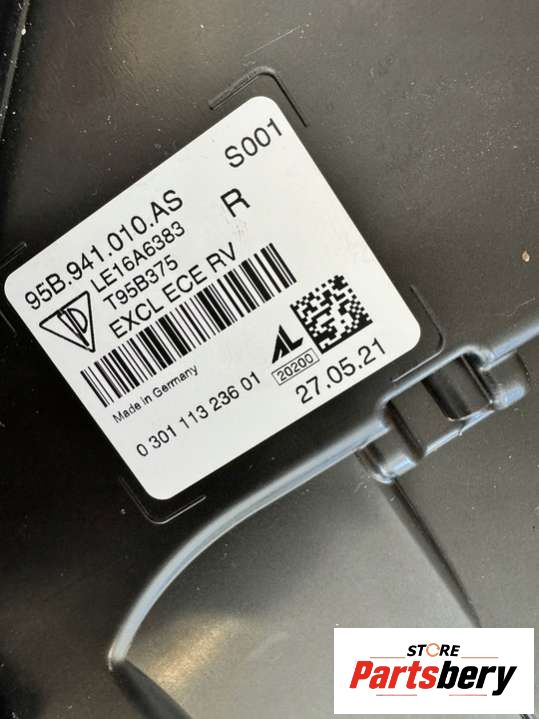 S001
95B.941.010.AS R
LE16A6383
T95B375
EXCL ECE RV
Made in Germany
0 301 113 236 01
AL
20200
27.05.21
STORE
Partsbery